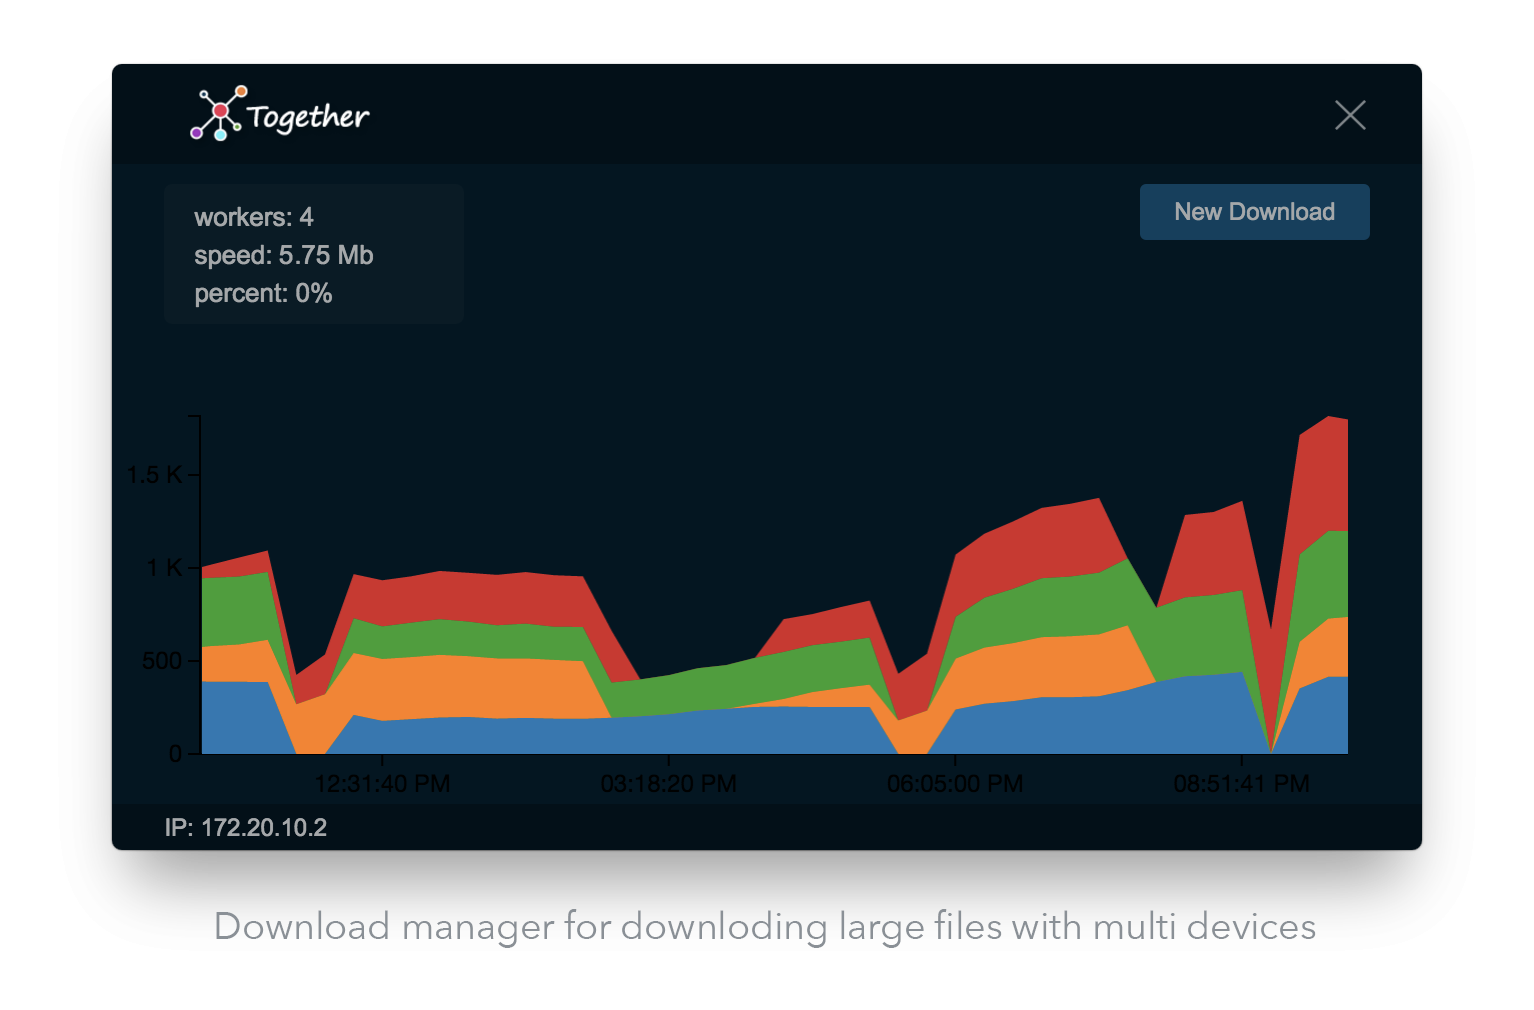 Together
workers: 4
speed: 5.75 Mb
percent: 0%
New Download
1.5 K
1 K
500
0
12:31:40 PM
03:18:20 PM
06:05:00 PM
08:51:41 PM
IP: 172.20.10.2
Download manager for downloding large files with multi devices